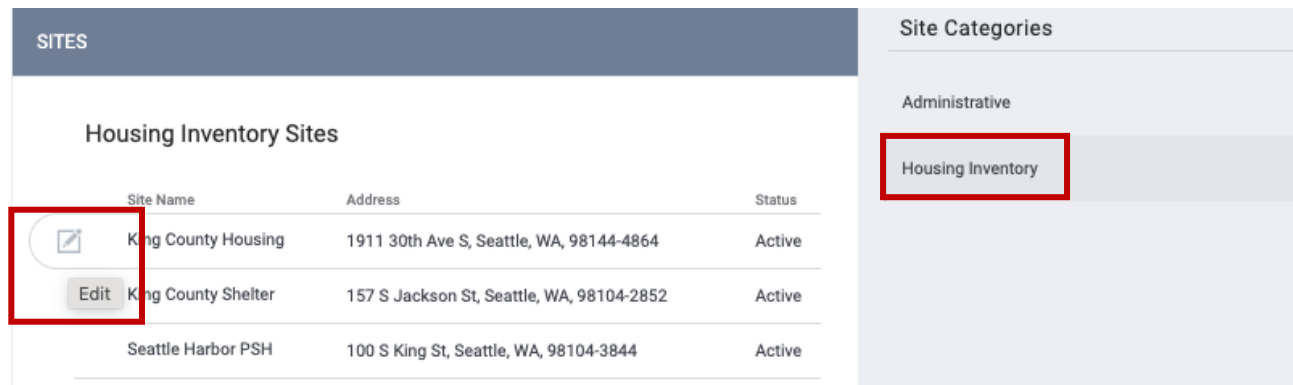 SITES
Housing Inventory Sites
Site Name Address Status
King County Housing 1911 30th Ave S, Seattle, WA, 98144-4864 Active
Edit
King County Shelter 157 S Jackson St, Seattle, WA, 98104-2852 Active
Seattle Harbor PSH 100 S King St, Seattle, WA, 98104-3844 Active
Site Categories
Administrative
Housing Inventory